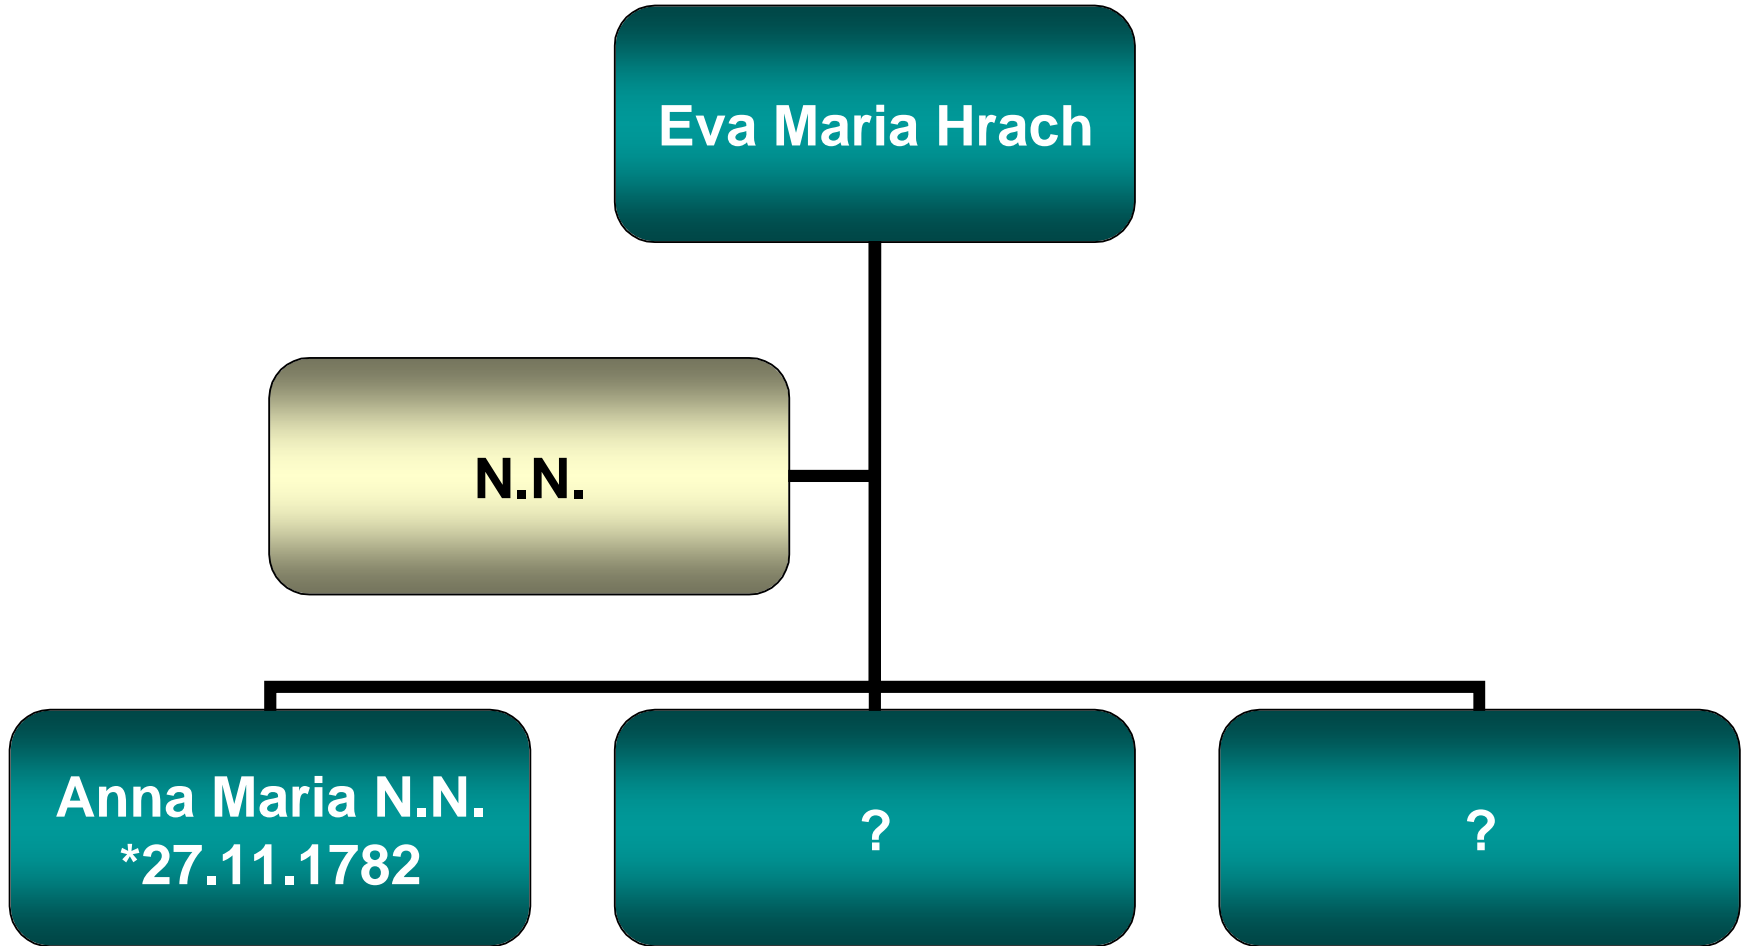 Eva Maria Hrach
N.N.
Anna Maria N.N.
*27.11.1782
?
?